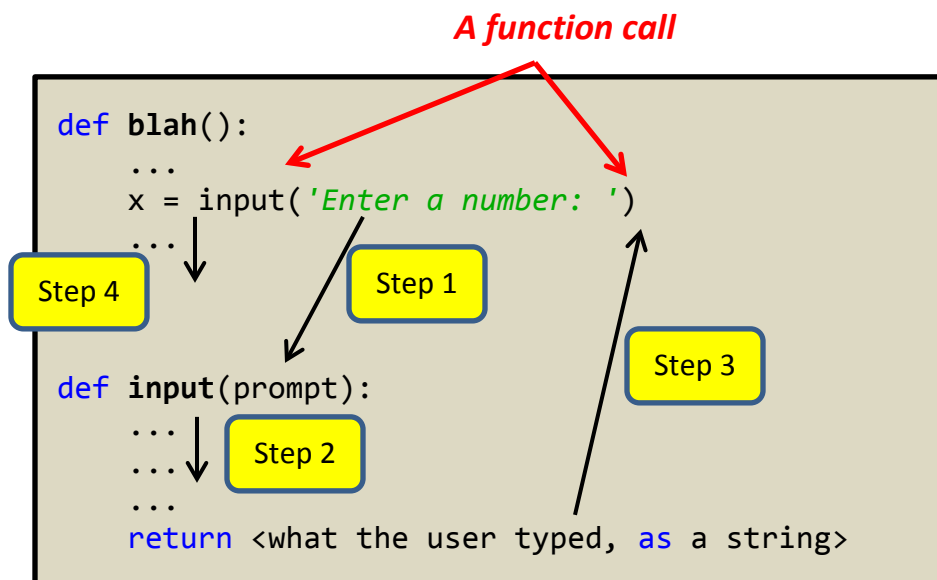 A function call
def blah():
...
x = input('Enter a number: ')
...
Step 4
Step 1
Step 3
def input(prompt):
...
Step 2
...
...
return <what the user typed, as a string>